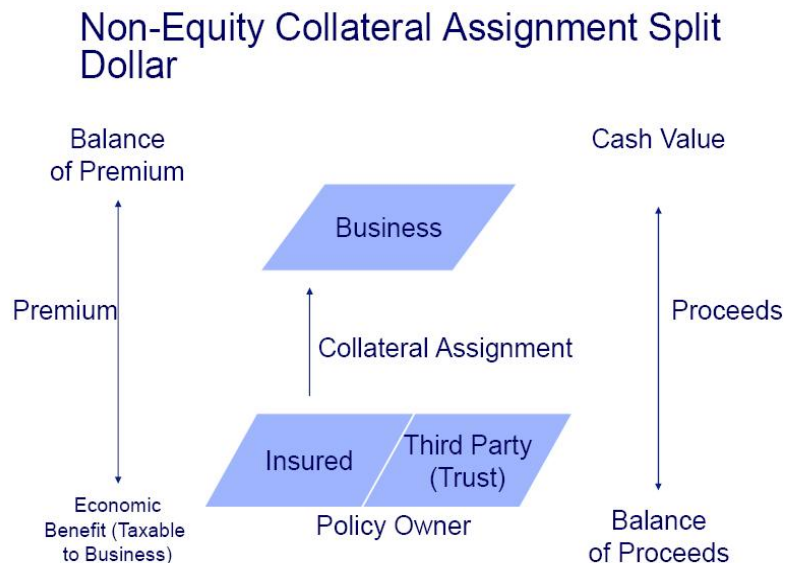 Non-Equity Collateral Assignment Split
Dollar
Balance
of Premium
Cash Value
Business
Premium
Proceeds
Collateral Assignment
Insured
Third Party
(Trust)
Policy Owner
Economic
Benefit (Taxable
to Business)
Balance
of Proceeds